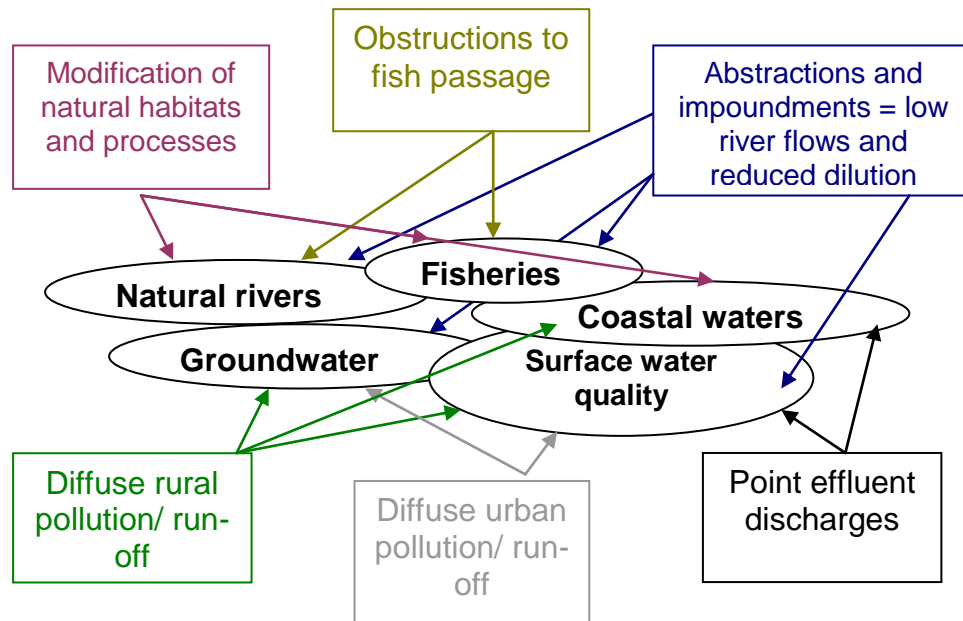 Modification of
natural habitats
and processes
Obstructions to
fish passage
Abstractions and
impoundments = low
river flows and
reduced dilution
Natural rivers
Fisheries
Coastal waters
Groundwater
Surface water
quality
Diffuse rural
pollution/ run-
off
Diffuse urban
pollution/ run-
off
Point effluent
discharges